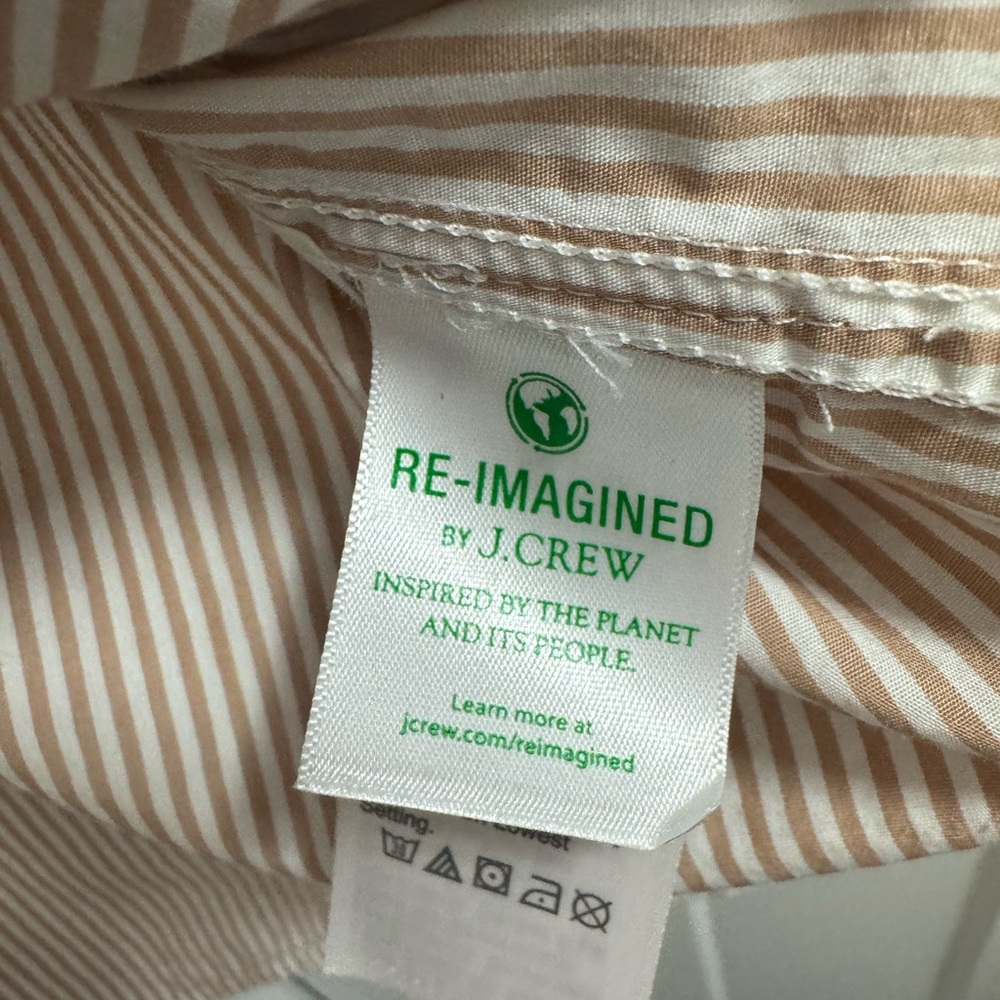 RE-IMAGINED
BY J.CREW
INSPIRED BY THE PLANET
AND ITS PEOPLE.
Learn more at
jcrew.com/reimagined
Lowest
Setting.